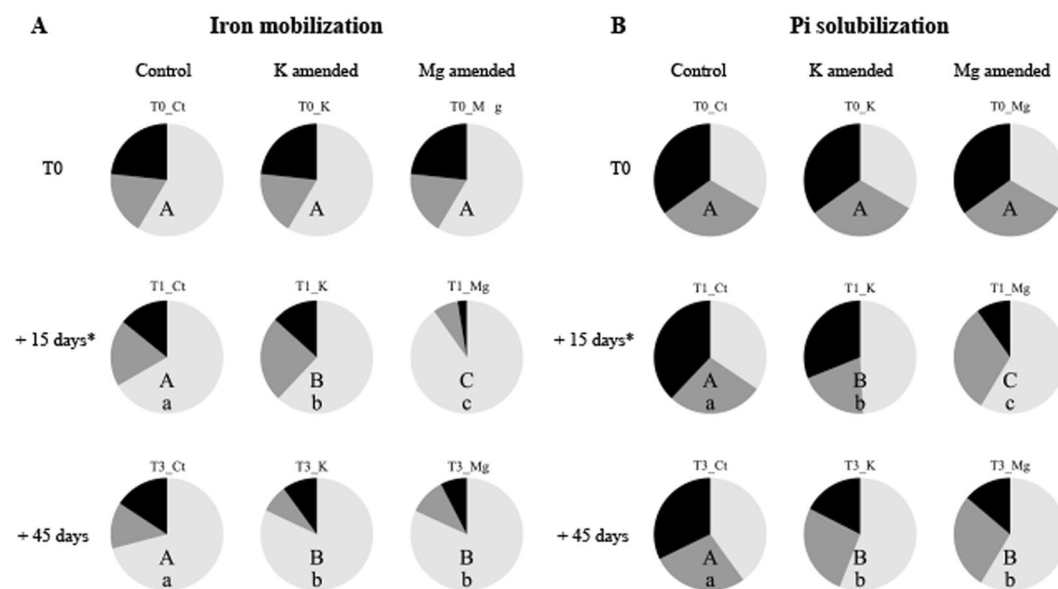 A Iron mobilization B Pi solubilization
Control K amended Mg amended Control K amended Mg amended
T0_Ct T0_K T0_M g T0_Ct T0_K T0_Mg
T0
A A A A A A
T1_Ct T1_K T1_Mg T1_Ct T1_K T1_Mg
+ 15 days* + 15 days*
A B C A B C
a b c a b c
T3_Ct T3_K T3_Mg T3_Ct T3_K T3_Mg
+ 45 days + 45 days
A B B A B B
a b b a b b